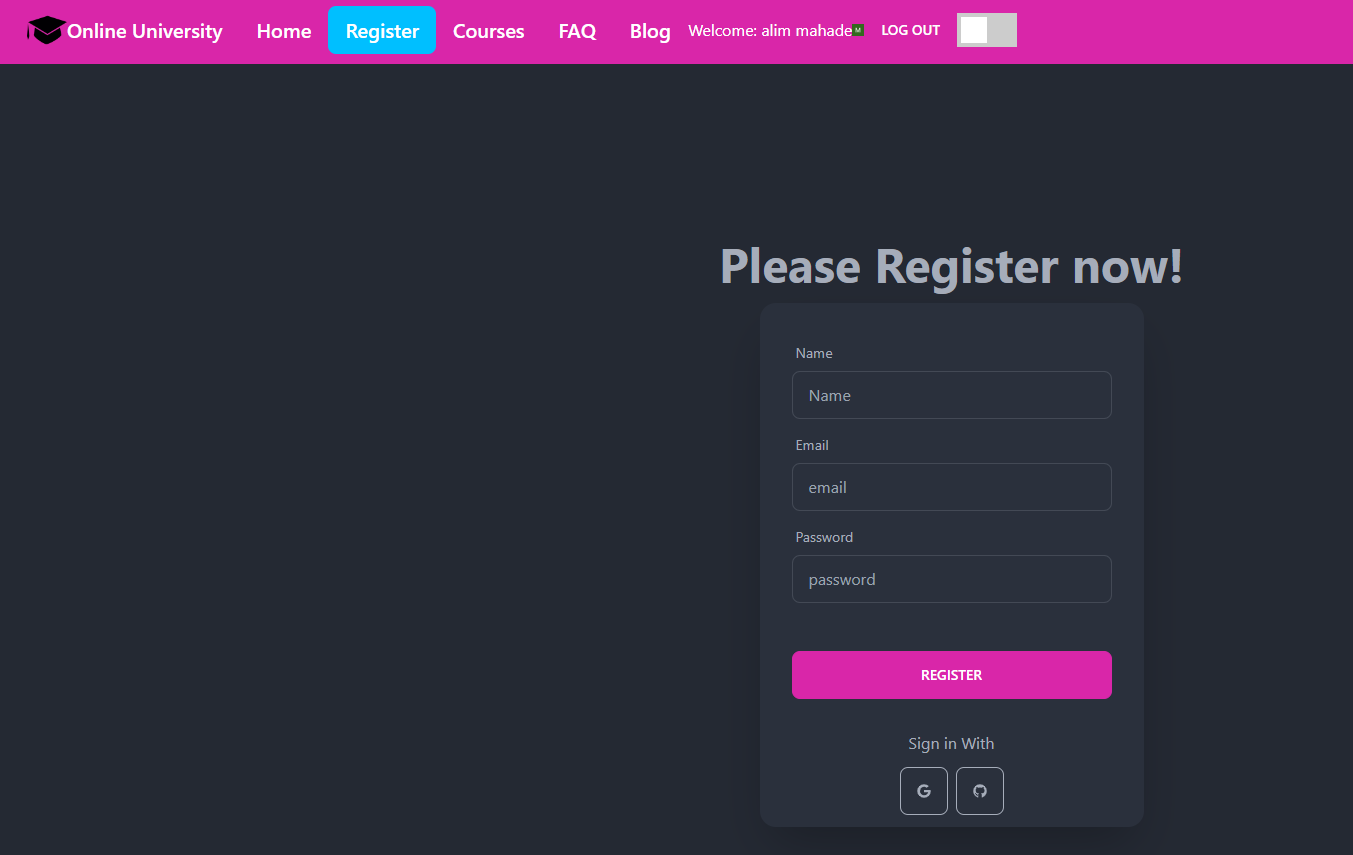 Online University Home Register Courses FAQ Blog Welcome: alim mahade M LOG OUT
Please Register now!
Name
Name
Email
email
Password
password
REGISTER
Sign in With
G